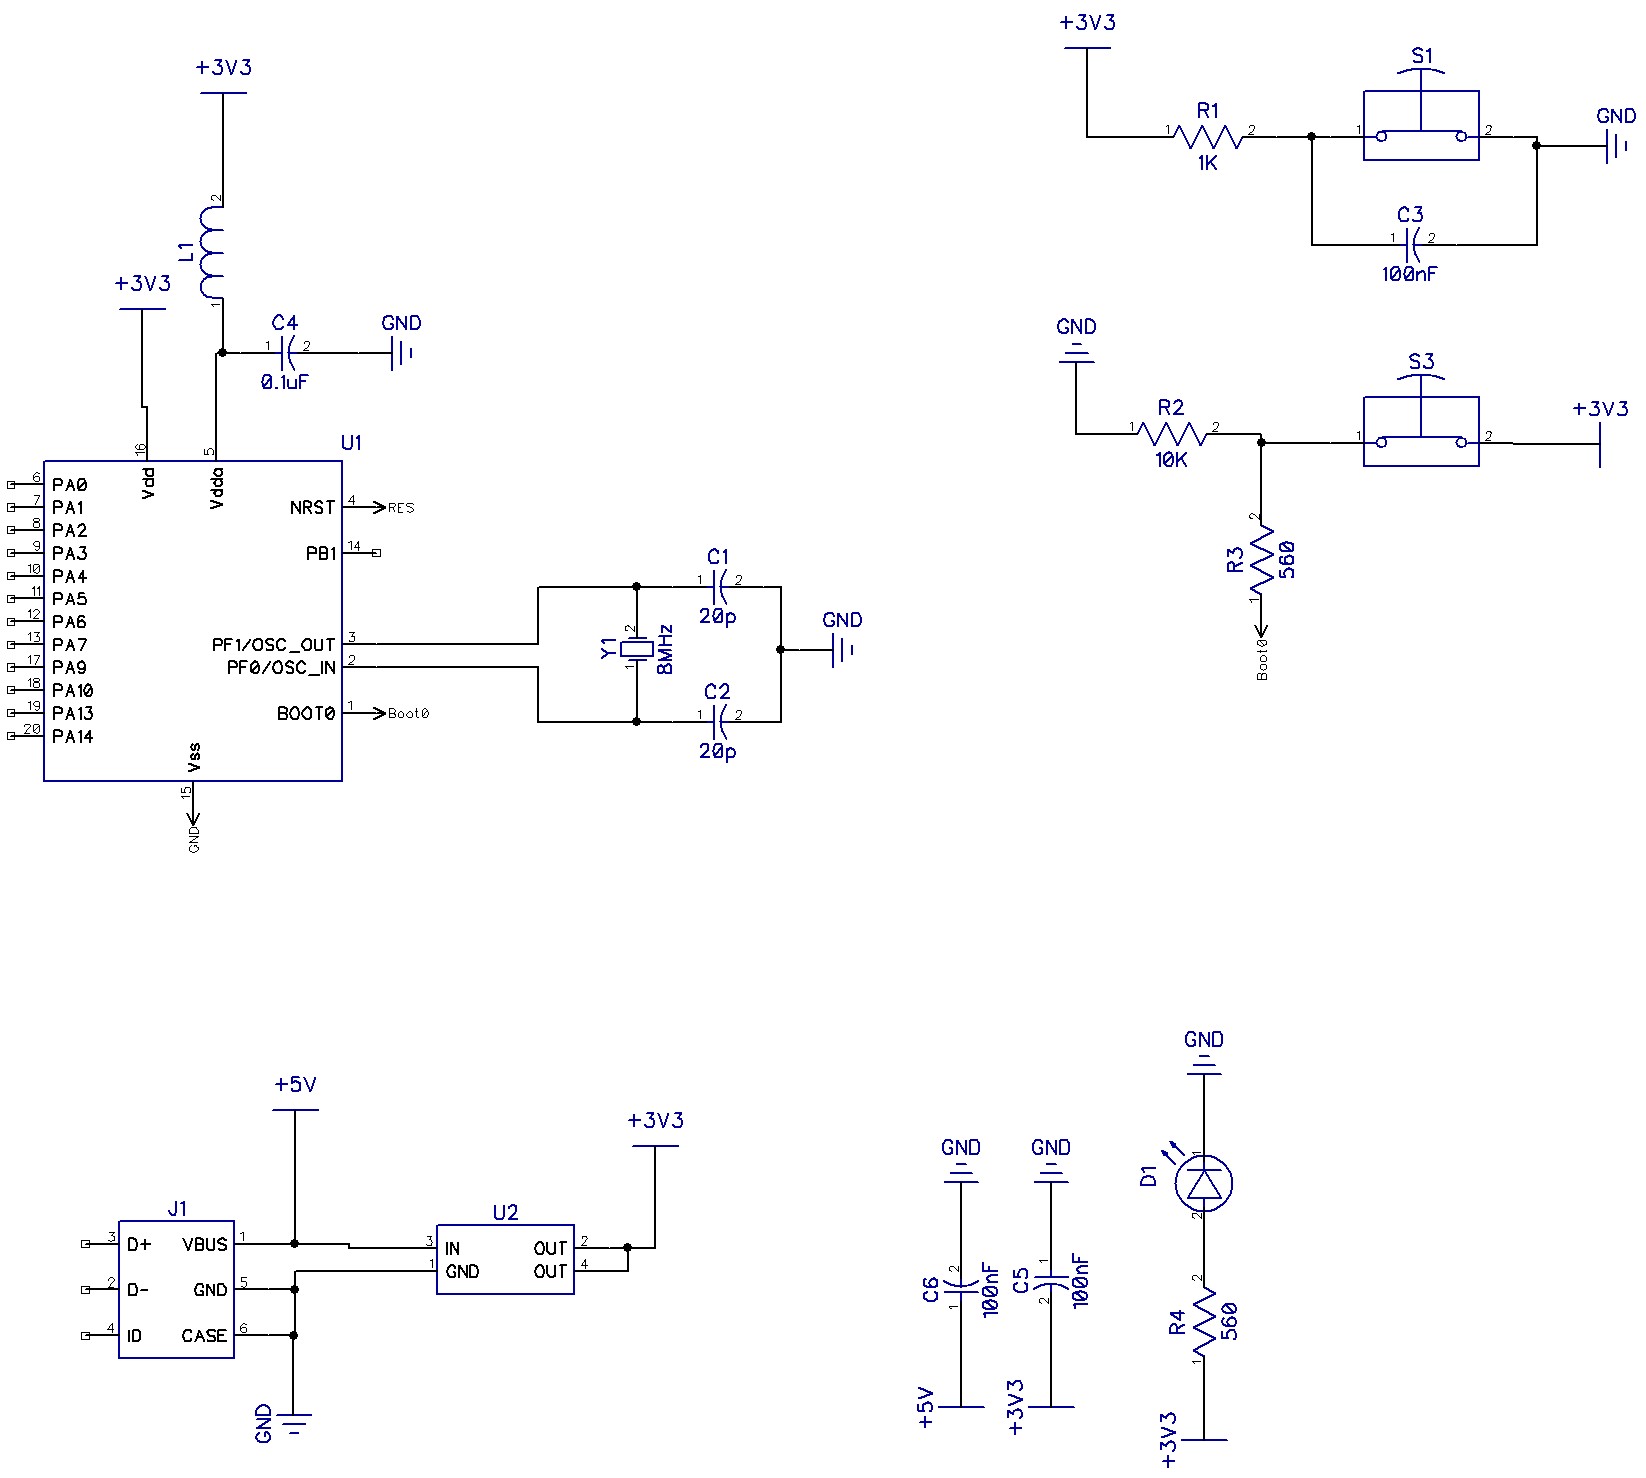 +3V3
L1
2
1
+3V3
C4
1
2
0.1uF
GND
U1
16
Vdd
5
Vdda
6 PA0
7 PA1
8 PA2
9 PA3
10 PA4
11 PA5
12 PA6
13 PA7
17 PA9
18 PA10
19 PA13
20 PA14
NRST 4 RES
PB1 14
PF1/OSC_OUT 3
PF0/OSC_IN 2
BOOT0 1 Boot0
Vss
15
GND
C1
1 2
20p
Y1
2
1
8MHz
GND
C2
1 2
20p
+3V3
R1
1 2
1K
S1
1 2
GND
C3
1 2
100nF
GND
R2
1 2
10K
S3
1 2
+3V3
R3
2
1
560
Boot0
+5V
J1
3 D+
2 D-
4 ID
VBUS 1
GND 5
CASE 6
GND
U2
3 IN
1 GND
OUT 2
OUT 4
+3V3
GND
C6
2
1
100nF
+5V
GND
C5
1
2
100nF
+3V3
GND
D1
1
2
R4
2
1
560
+3V3